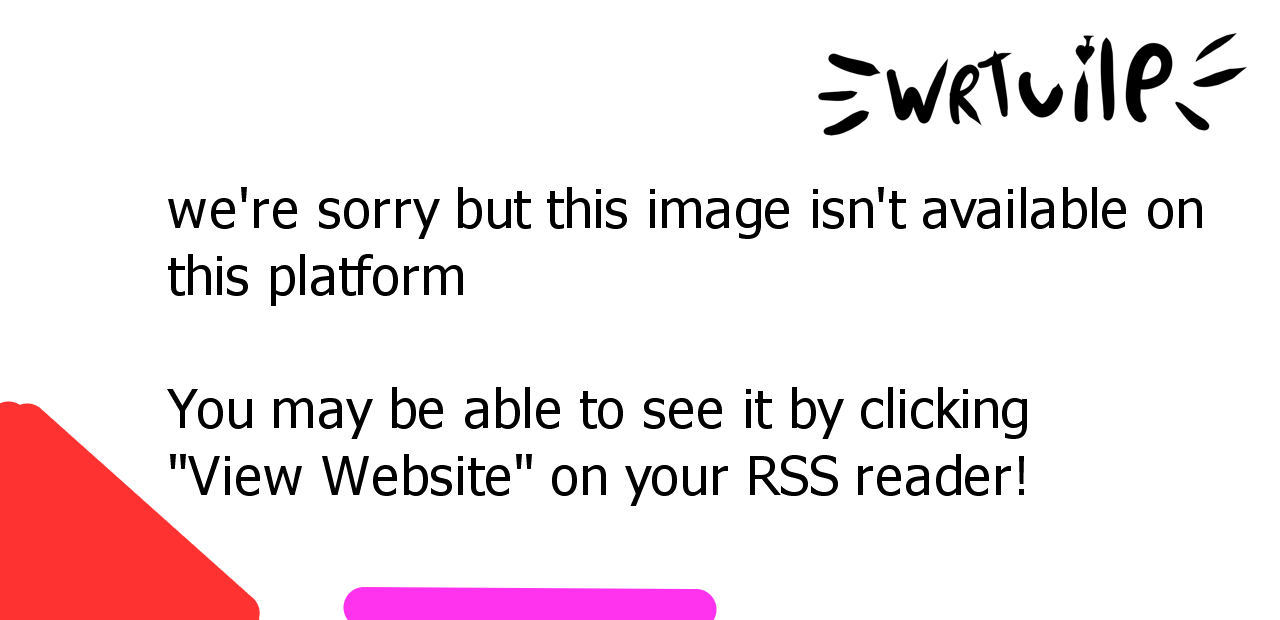 wRTuile
we're sorry but this image isn't available on
this platform
You may be able to see it by clicking
"View Website" on your RSS reader!